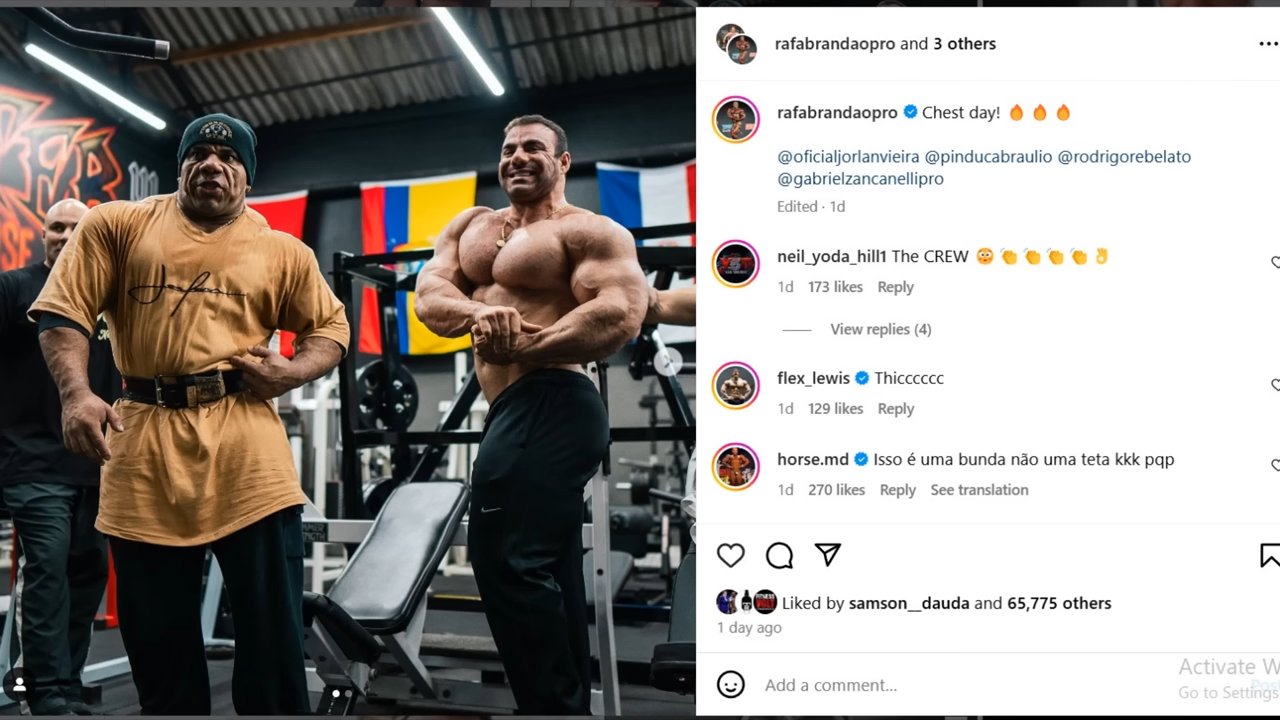 rafabrandaopro and 3 others
rafabrandaopro Chest day! 🔥 🔥 🔥
@oficialjorlanvieira @pinducabraulio @rodrigorebelato
@gabrielzancanellipro
Edited · 1d
neil_yoda_hill1 The CREW 😳 👏 👏 👏 👏 👌
1d 173 likes Reply
View replies (4)
flex_lewis Thicccccc
1d 129 likes Reply
horse.md Isso é uma bunda não uma teta kkk pqp
1d 270 likes Reply See translation
Liked by samson__dauda and 65,775 others
1 day ago
Add a comment...
Activate W
Go to Settings